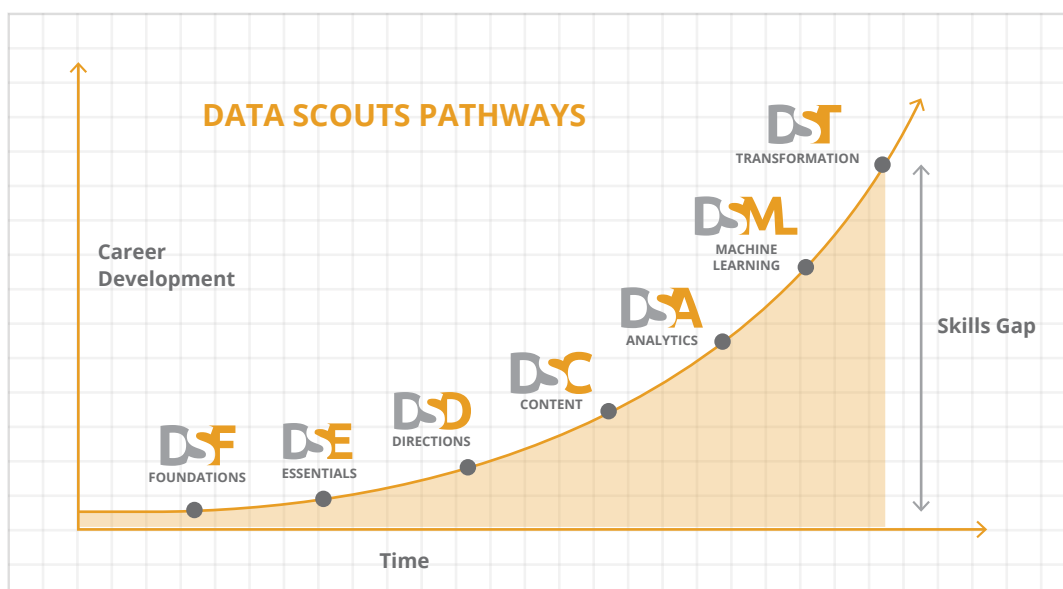 DATA SCOUTS PATHWAYS
DST
TRANSFORMATION
DSML
MACHINE
LEARNING
Career
Development
DSA
ANALYTICS
Skills Gap
DSC
CONTENT
DSD
DIRECTIONS
DSE
ESSENTIALS
DSF
FOUNDATIONS
Time